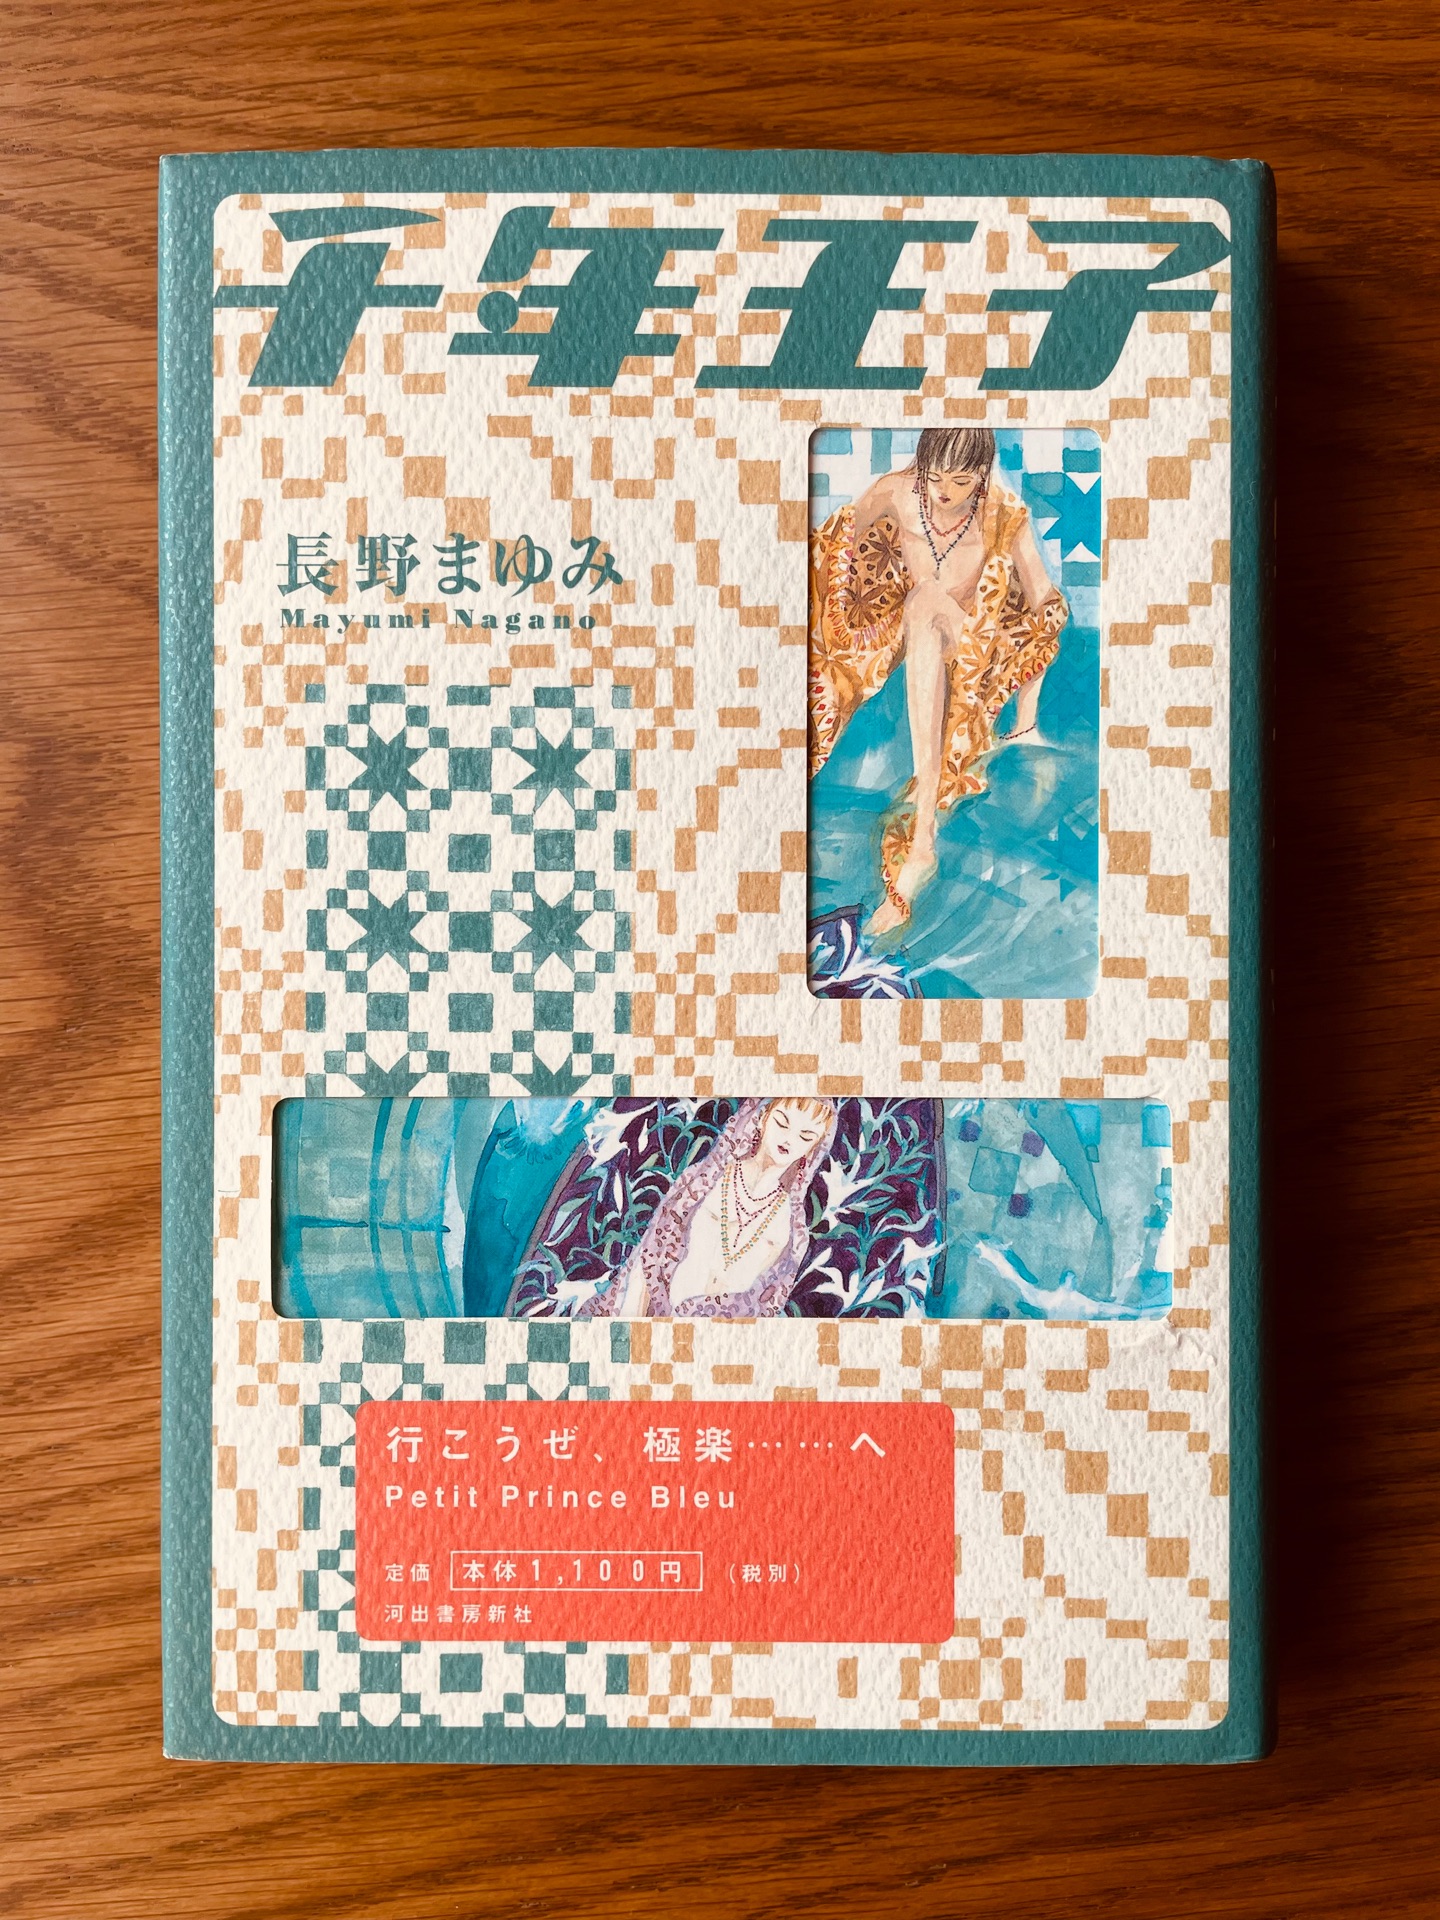 千年王子
長野まゆみ
Mayumi Nagano
行こうぜ、極楽……へ
Petit Prince Bleu
定価 本体1,100円 (税別)
河出書房新社